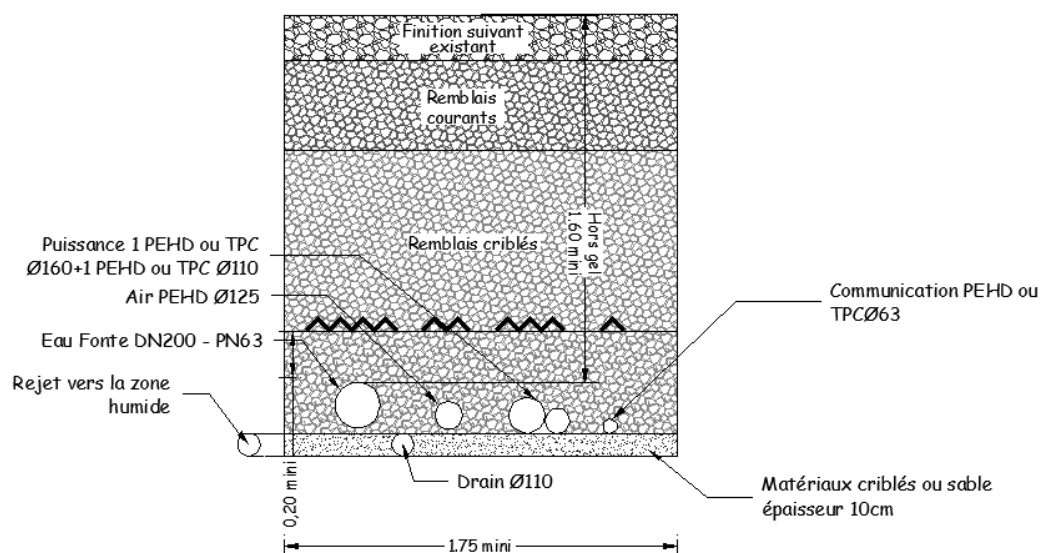 Finition suivant
existant
Remblais
courants
Hors gel
1.60 mini
Remblais criblés
Puissance 1 PEHD ou TPC
Ø160+1 PEHD ou TPC Ø110
Air PEHD Ø125
Communication PEHD ou
TPCØ63
Eau Fonte DN200 - PN63
Rejet vers la zone
humide
Drain Ø110
0,20 mini
Matériaux criblés ou sable
épaisseur 10cm
1.75 mini